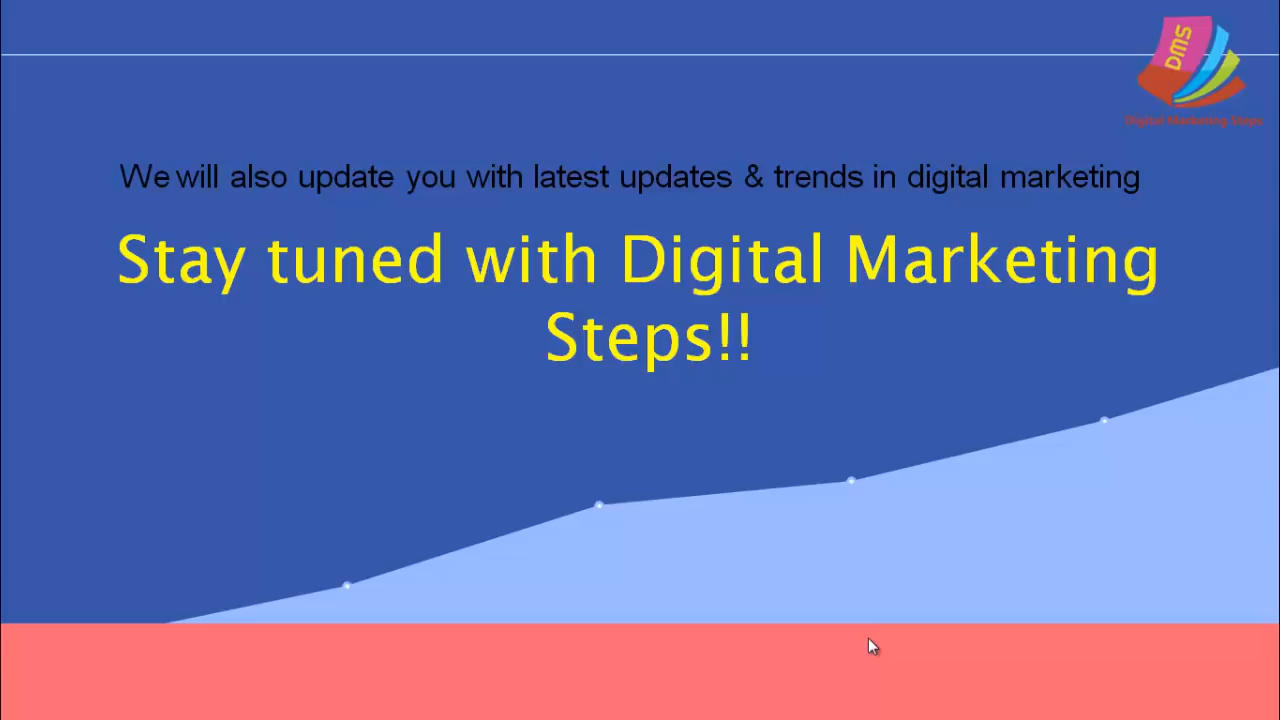 DMS
Digital Marketing Steps
We will also update you with latest updates & trends in digital marketing
Stay tuned with Digital Marketing
Steps!!